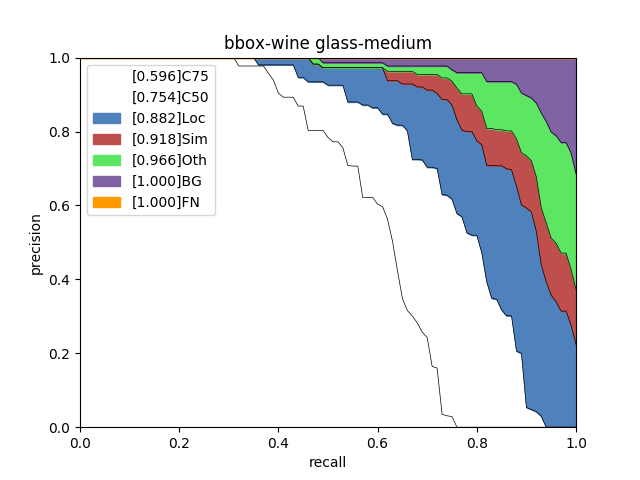 bbox-wine glass-medium
[0.596]C75
[0.754]C50
[0.882]Loc
[0.918]Sim
[0.966]Oth
[1.000]BG
[1.000]FN
1.0
0.8
0.6
0.4
0.2
0.0
precision
0.0 0.2 0.4 0.6 0.8 1.0
recall